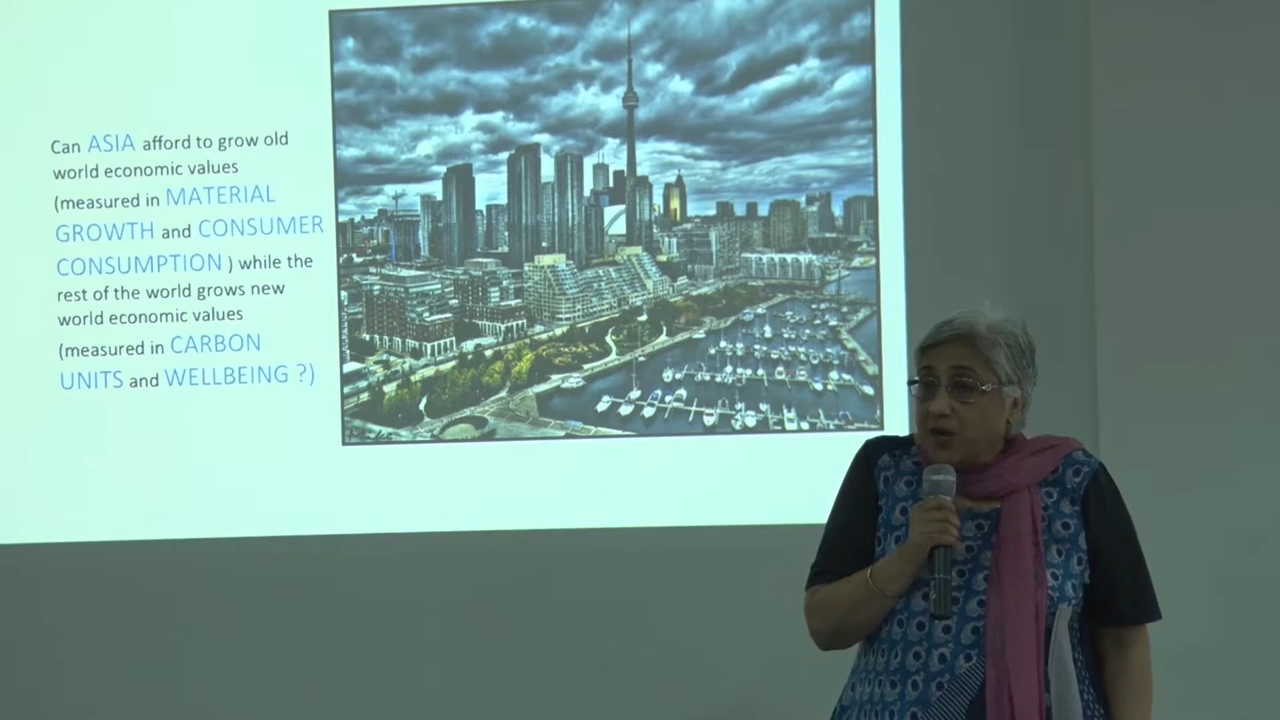 Can ASIA afford to grow old
world economic values
(measured in MATERIAL
GROWTH and CONSUMER
CONSUMPTION ) while the
rest of the world grows new
world economic values
(measured in CARBON
UNITS and WELLBEING ?)